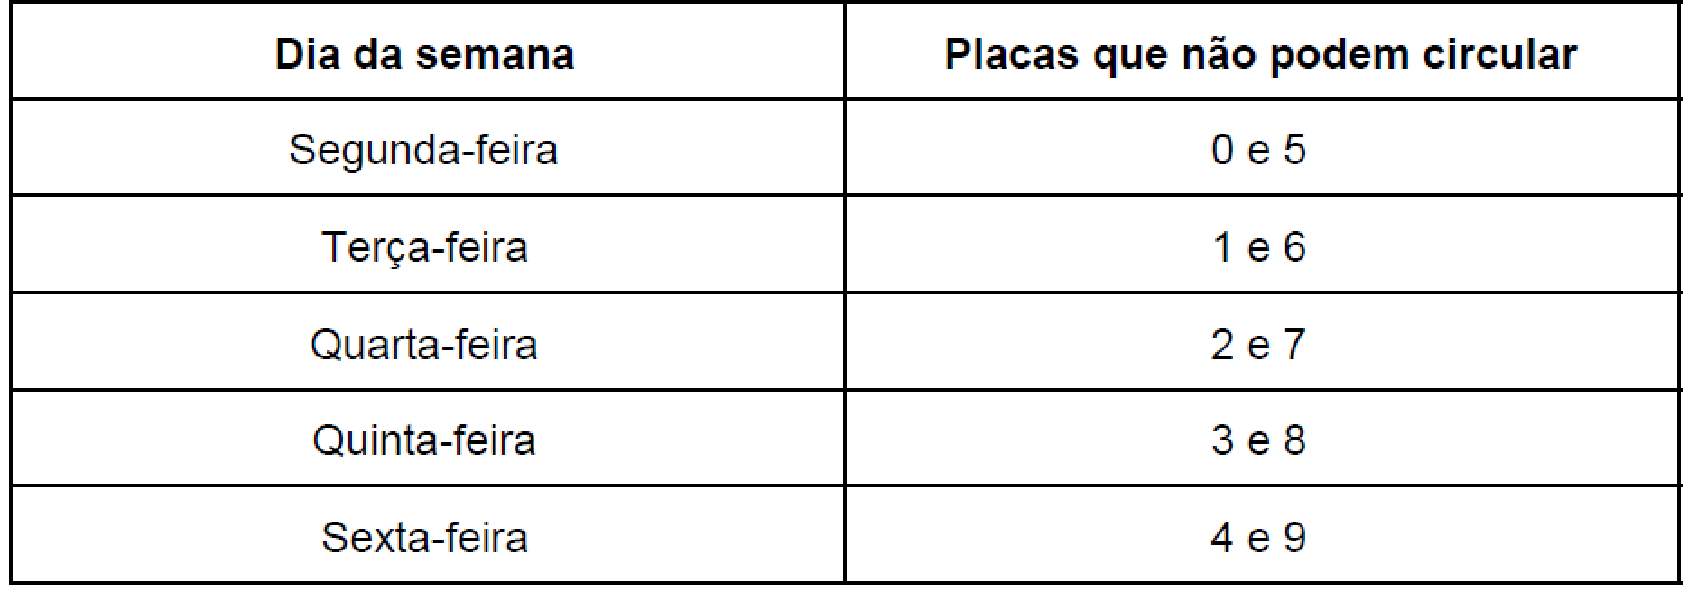 Dia da semana Placas que não podem circular
Segunda-feira 0 e 5
Terça-feira 1 e 6
Quarta-feira 2 e 7
Quinta-feira 3 e 8
Sexta-feira 4 e 9